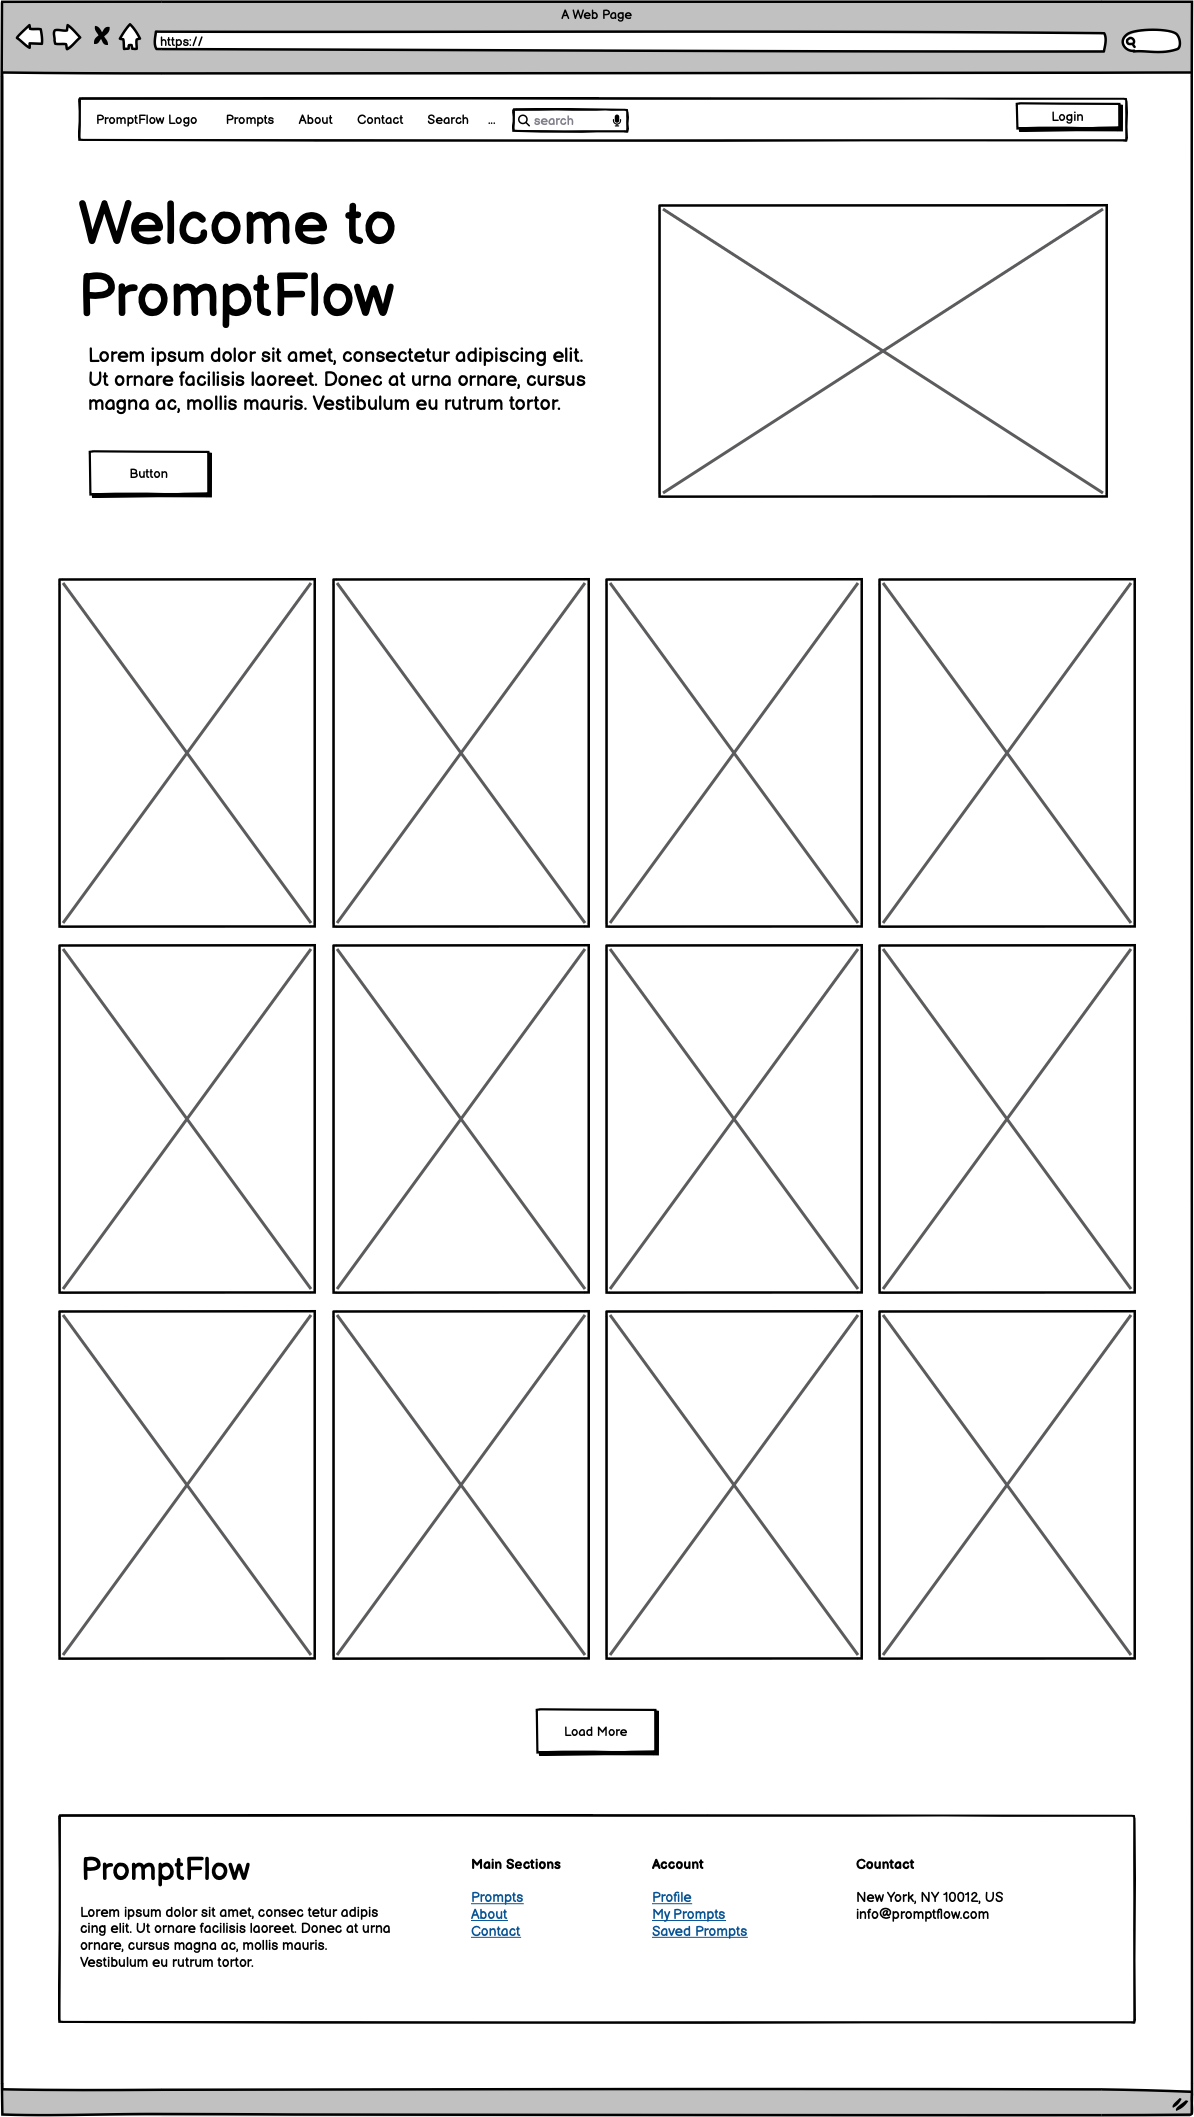 A Web Page
https://
PromptFlow Logo Prompts About Contact Search ... search Login
Welcome to
PromptFlow
Lorem ipsum dolor sit amet, consectetur adipiscing elit.
Ut ornare facilisis laoreet. Donec at urna ornare, cursus
magna ac, mollis mauris. Vestibulum eu rutrum tortor.
Button
Load More
PromptFlow
Lorem ipsum dolor sit amet, consec tetur adipis
cing elit. Ut ornare facilisis laoreet. Donec at urna
ornare, cursus magna ac, mollis mauris.
Vestibulum eu rutrum tortor.
Main Sections
Prompts
About
Contact
Account
Profile
My Prompts
Saved Prompts
Countact
New York, NY 10012, US
info@promptflow.com